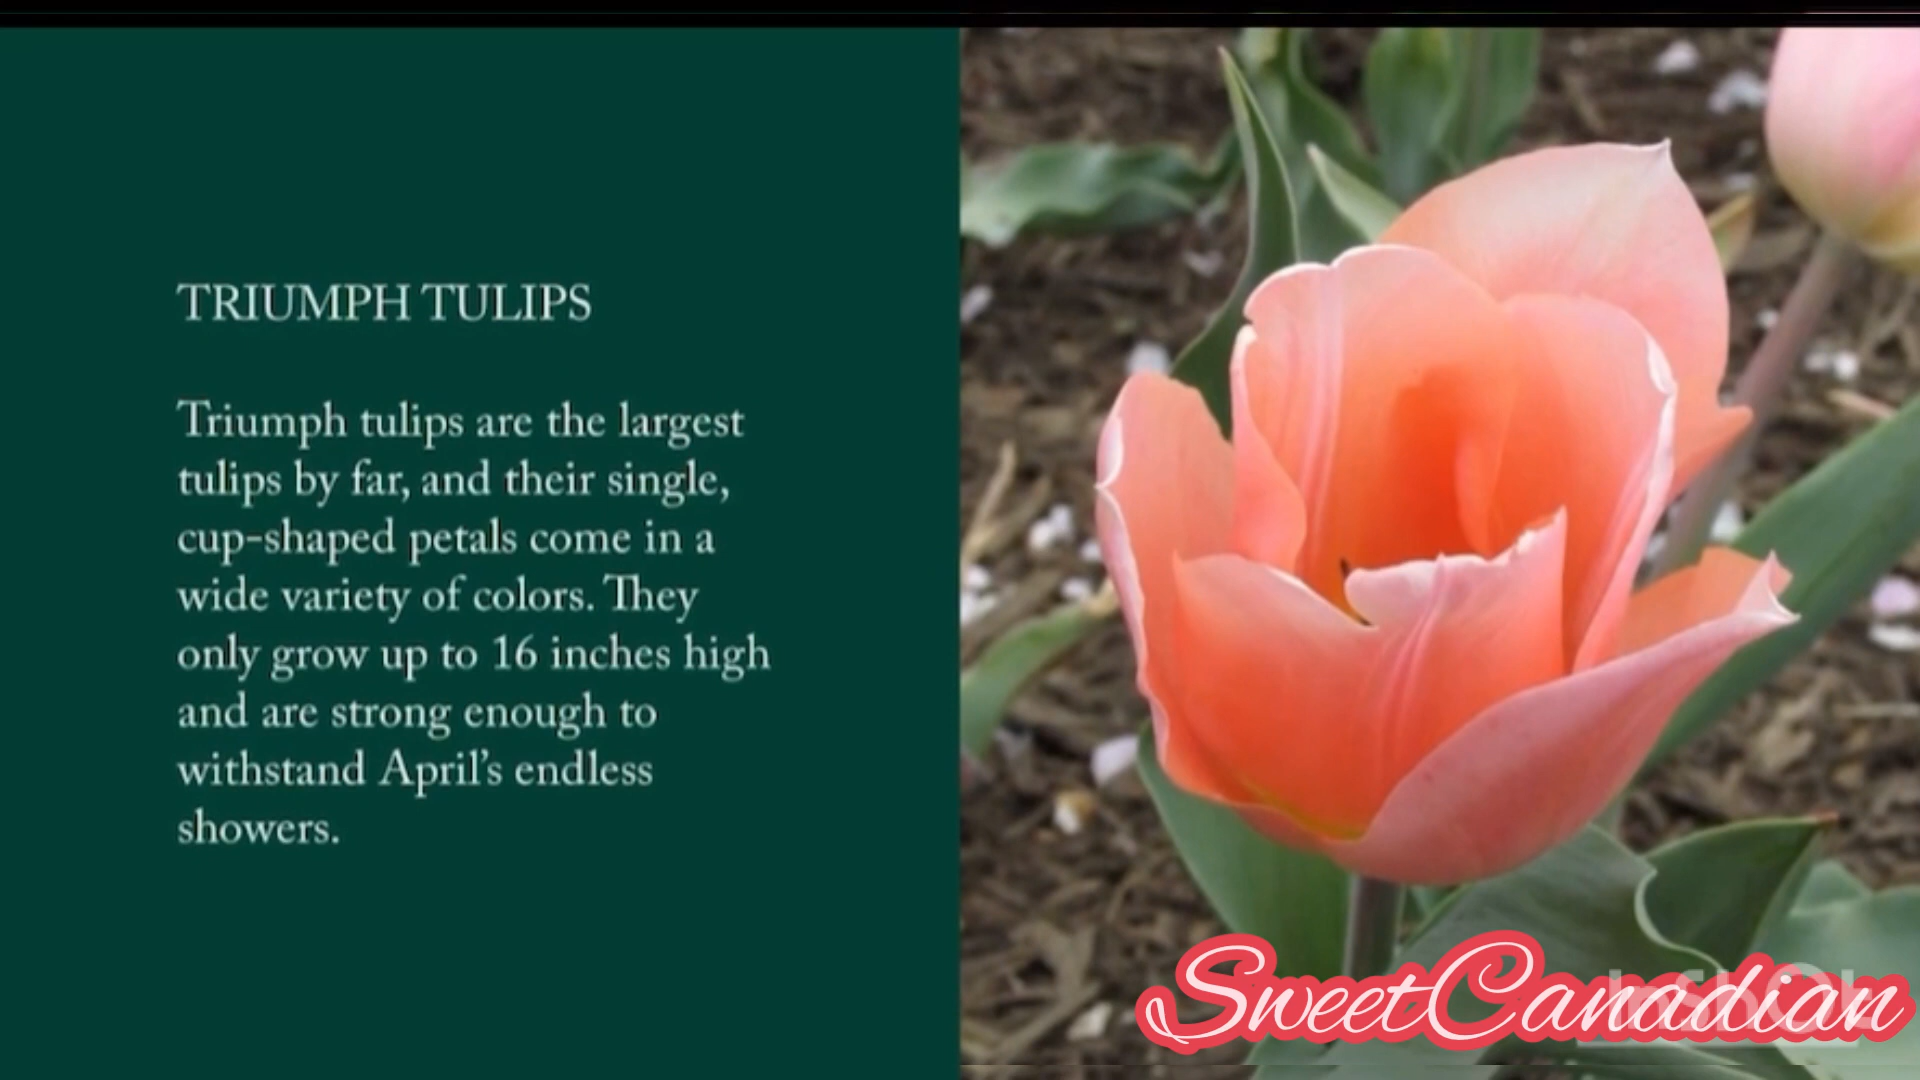 TRIUMPH TULIPS
Triumph tulips are the largest
tulips by far, and their single,
cup-shaped petals come in a
wide variety of colors. They
only grow up to 16 inches high
and are strong enough to
withstand April’s endless
showers.
SweetCanadian
InShOt